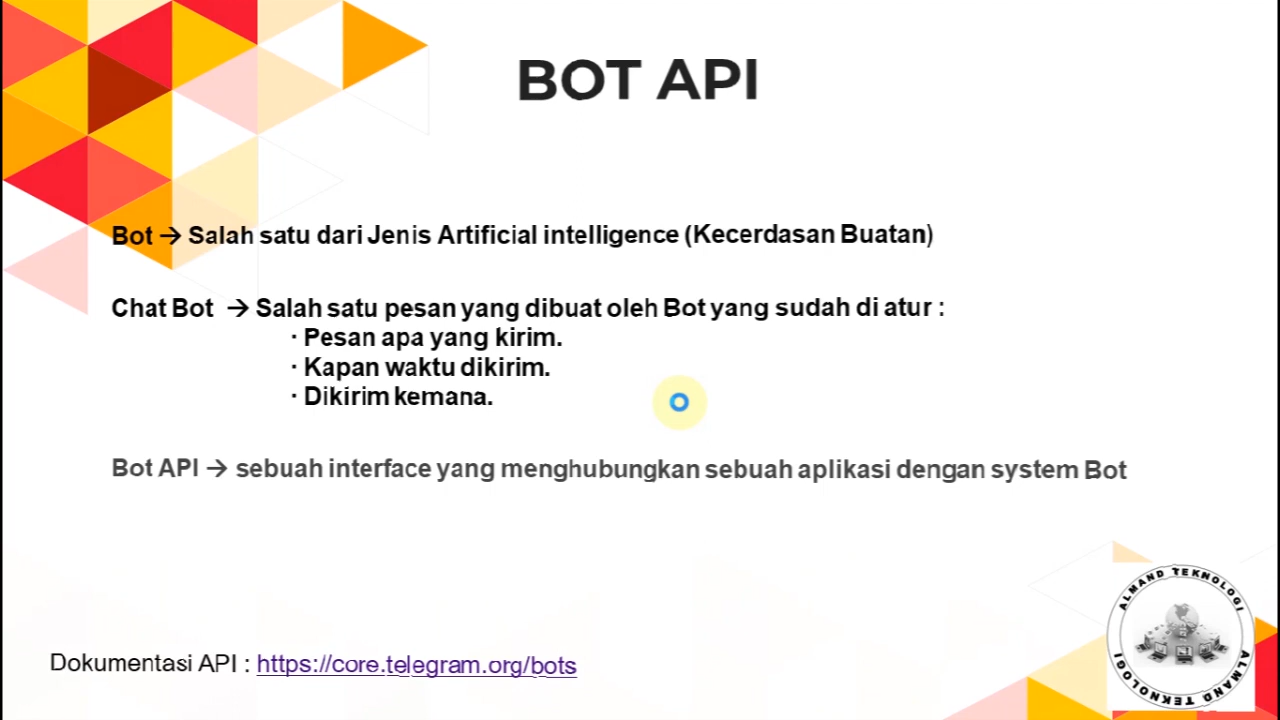 BOT API
Bot → Salah satu dari Jenis Artificial intelligence (Kecerdasan Buatan)
Chat Bot → Salah satu pesan yang dibuat oleh Bot yang sudah di atur :
· Pesan apa yang kirim.
· Kapan waktu dikirim.
· Dikirim kemana.
Bot API → sebuah interface yang menghubungkan sebuah aplikasi dengan system Bot
Dokumentasi API : https://core.telegram.org/bots
ALMAND TEKNOLOGI
ALMAND TEKNOLOGI